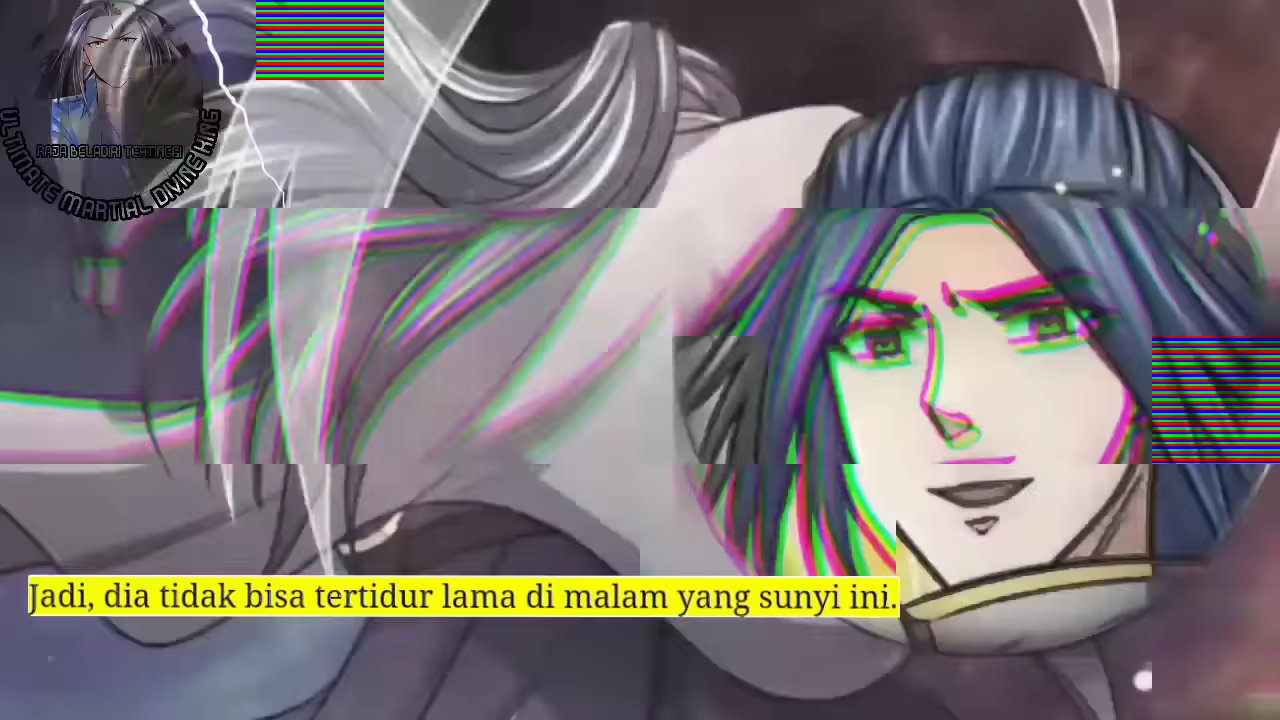 RAJA BELADIRI TERTINGGI
ULTIMATE MARTIAL DIVINE KING
Jadi, dia tidak bisa tertidur lama di malam yang sunyi ini.